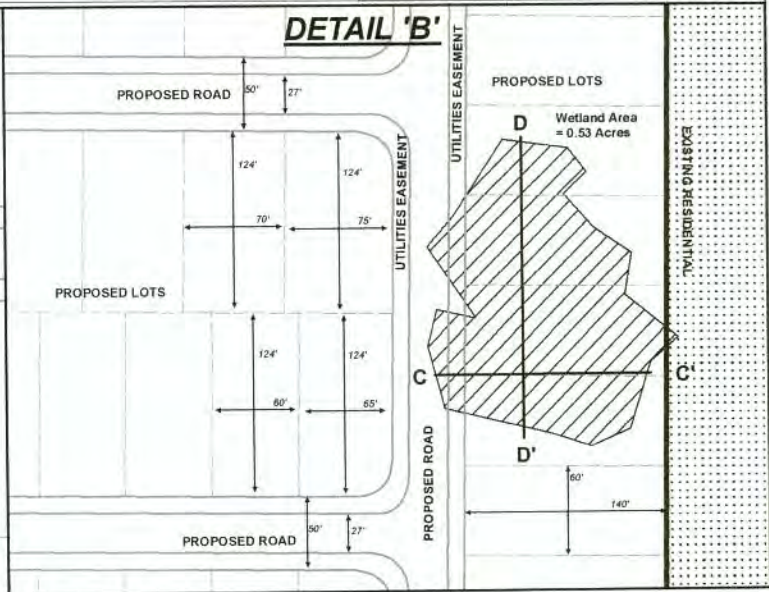 DETAIL 'B'
PROPOSED ROAD
50'
27'
UTILITIES EASEMENT
PROPOSED LOTS
Wetland Area
= 0.53 Acres
D
124'
124'
70'
75'
UTILITIES EASEMENT
EXISTING RESIDENTIAL
PROPOSED LOTS
124'
124'
60'
65'
C
C'
D'
PROPOSED ROAD
60'
140'
50'
27'
PROPOSED ROAD